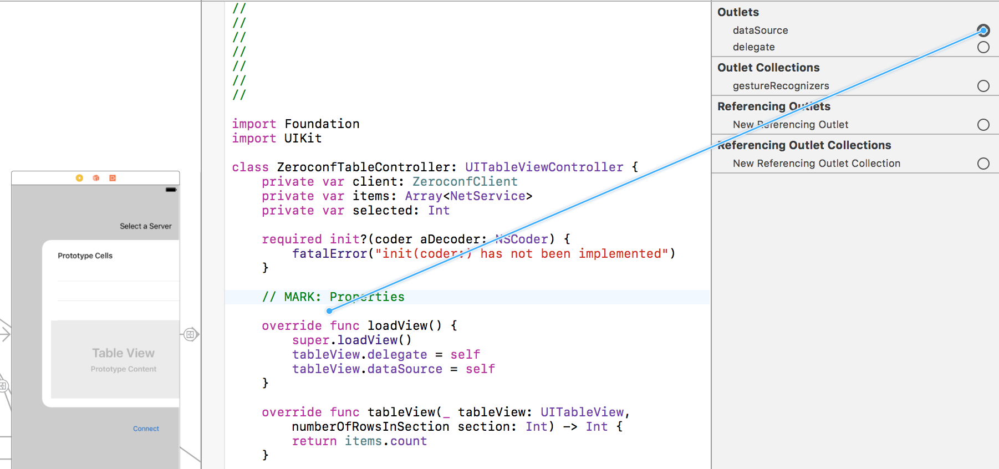 //
//
//
//
//
//
//
import Foundation
import UIKit
class ZeroconfTableController: UITableViewController {
    private var client: ZeroconfClient
    private var items: Array<NetService>
    private var selected: Int
    required init?(coder aDecoder: NSCoder) {
        fatalError("init(coder:) has not been implemented")
    }
    // MARK: Properties
    override func loadView() {
        super.loadView()
        tableView.delegate = self
        tableView.dataSource = self
    }
    override func tableView(_ tableView: UITableView,
        numberOfRowsInSection section: Int) -> Int {
        return items.count
    }
Select a Server
Prototype Cells
Table View
Prototype Content
Connect
Outlets
dataSource
delegate
Outlet Collections
gestureRecognizers
Referencing Outlets
New Referencing Outlet
Referencing Outlet Collections
New Referencing Outlet Collection